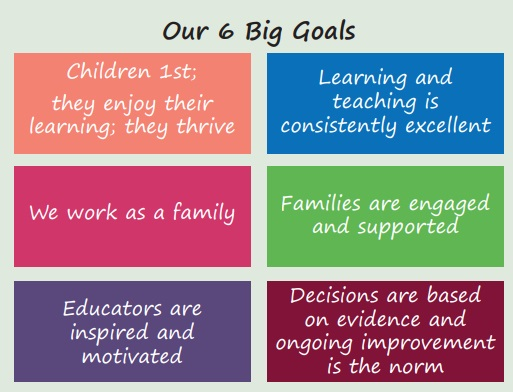 Our 6 Big Goals
Children 1st;
they enjoy their
learning; they thrive
Learning and
teaching is
consistently excellent
We work as a family
Families are engaged
and supported
Educators are
inspired and
motivated
Decisions are based
on evidence and
ongoing improvement
is the norm